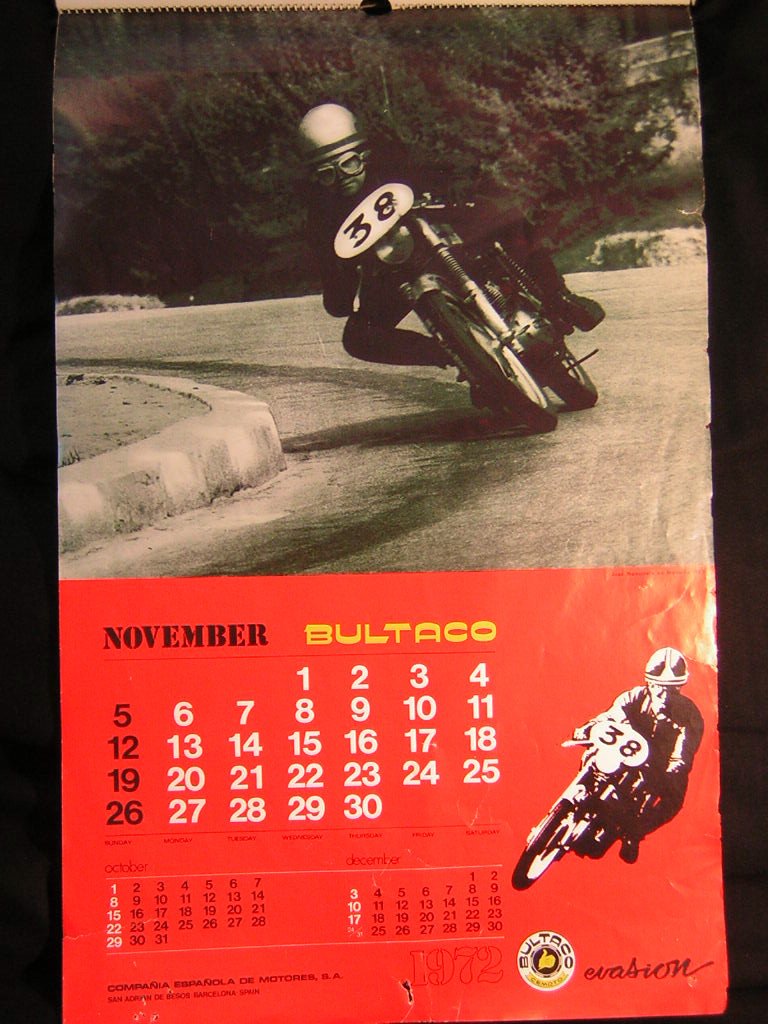 38
NOVEMBER BULTACO
1 2 3 4
5 6 7 8 9 10 11
12 13 14 15 16 17 18
19 20 21 22 23 24 25
26 27 28 29 30
SUNDAY MONDAY TUESDAY WEDNESDAY THURSDAY FRIDAY SATURDAY
38
october
1 2 3 4 5 6 7
8 9 10 11 12 13 14
15 16 17 18 19 20 21
22 23 24 25 26 27 28
29 30 31
december
1 2
3 4 5 6 7 8 9
10 11 12 13 14 15 16
17 18 19 20 21 22 23
24/31 25 26 27 28 29 30
1972
BULTACO
CEMOTO
evasion
COMPAÑIA ESPAÑOLA DE MOTORES, S.A.
SAN ADRIAN DE BESOS-BARCELONA-SPAIN